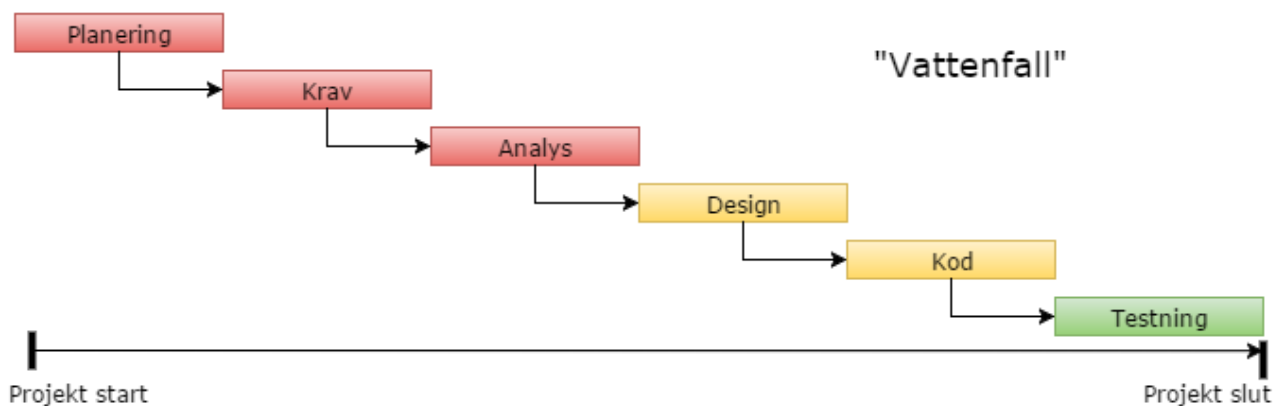 Planering
"Vattenfall"
Krav
Analys
Design
Kod
Testning
Projekt start
Projekt slut